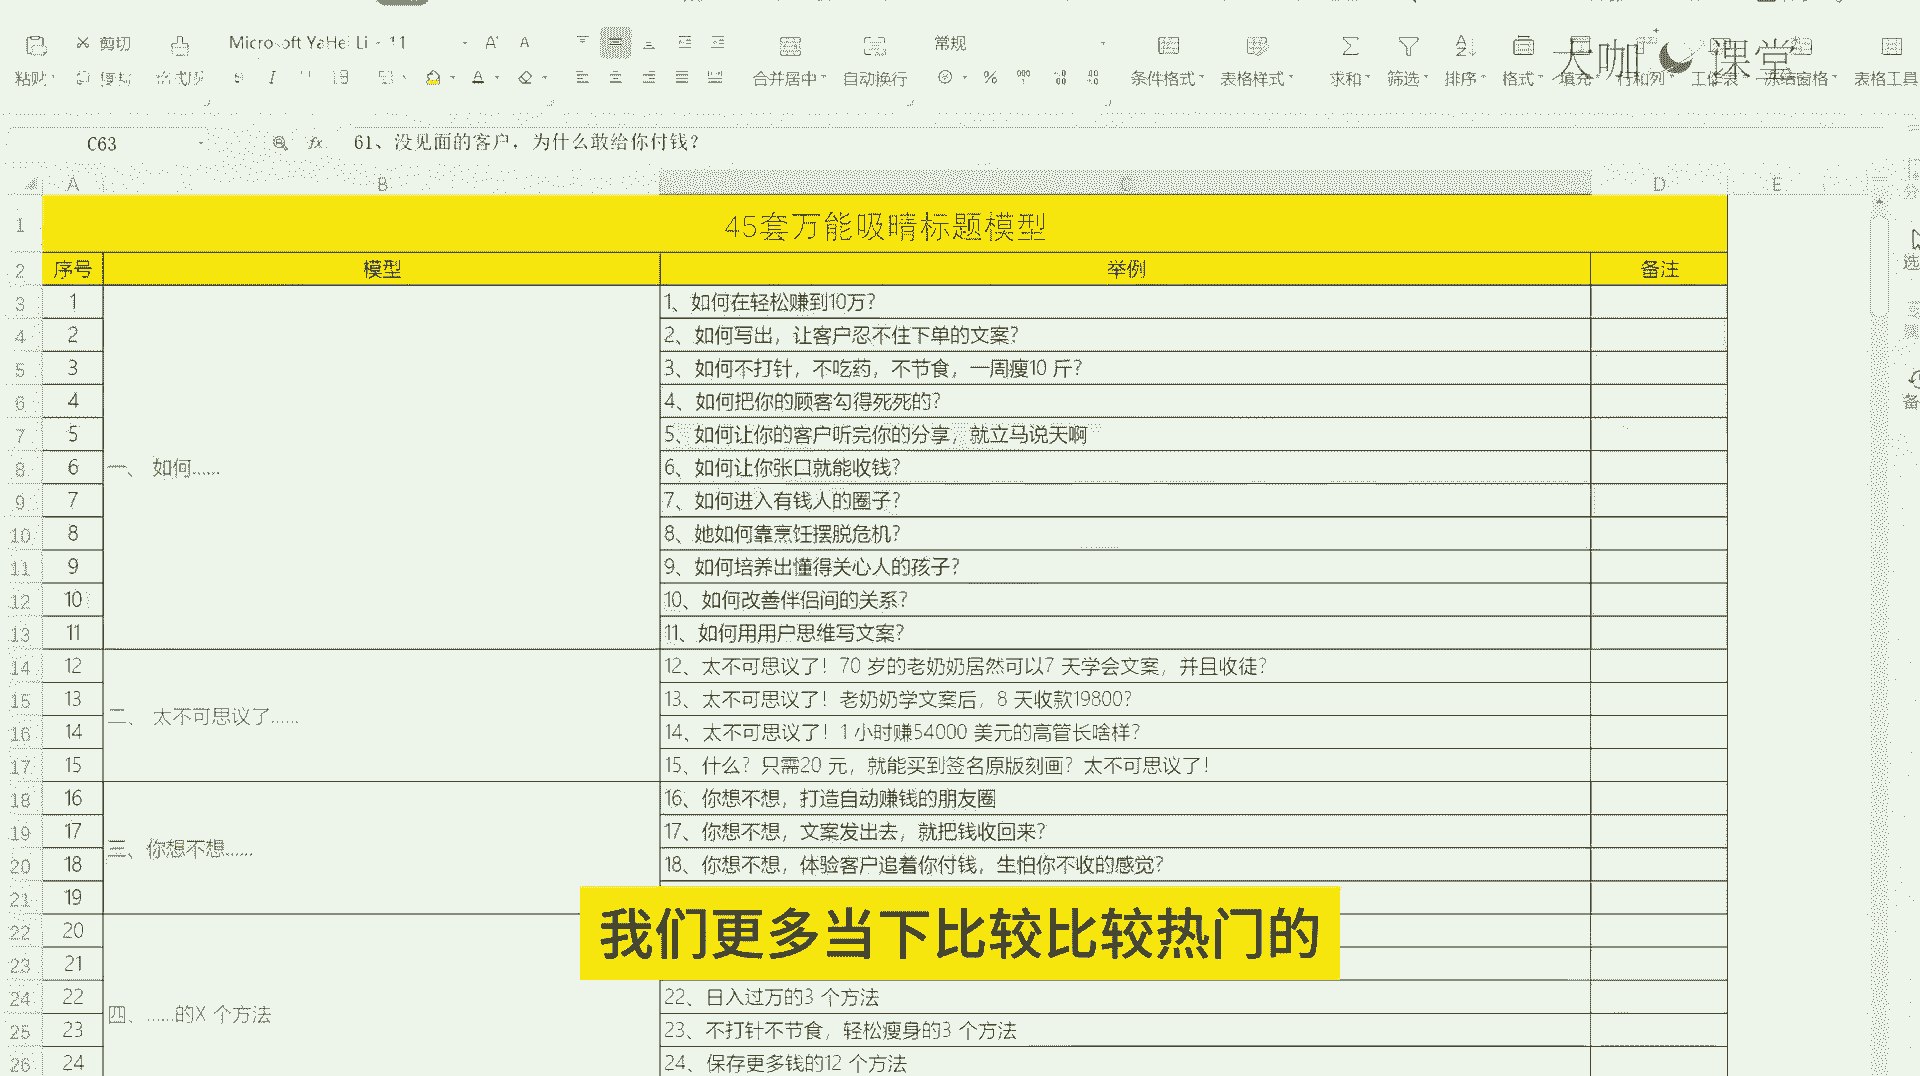 剪切
Microsoft YaHei Li 11
常规
粘贴
合并居中
自动换行
%
条件格式
表格样式
求和
筛选
排序
格式
填充
行和列
工作表
冻结窗格
表格工具
大咖课堂
C63
fx
61、没见面的客户，为什么敢给你付钱？
A B C D E
1 45套万能吸睛标题模型
2 序号 模型 举例 备注
3 1 1、如何在轻松赚到10万？
4 2 2、如何写出，让客户忍不住下单的文案？
5 3 3、如何不打针，不吃药，不节食，一周瘦10 斤？
6 4 4、如何把你的顾客勾得死死的？
7 5 5、如何让你的客户听完你的分享，就立马说天啊
8 6 一、 如何...... 6、如何让你张口就能收钱？
9 7 7、如何进入有钱人的圈子？
10 8 8、她如何靠烹饪摆脱危机？
11 9 9、如何培养出懂得关心人的孩子？
12 10 10、如何改善伴侣间的关系？
13 11 11、如何用用户思维写文案？
14 12 12、太不可思议了！70 岁的老奶奶居然可以7 天学会文案，并且收徒？
15 13 二、 太不可思议了...... 13、太不可思议了！老奶奶学文案后，8 天收款19800？
16 14 14、太不可思议了！1 小时赚54000 美元的高管长啥样？
17 15 15、什么？只需20 元，就能买到签名原版刻画？太不可思议了！
18 16 16、你想不想，打造自动赚钱的朋友圈
19 17 三、你想不想...... 17、你想不想，文案发出去，就把钱收回来？
20 18 18、你想不想，体验客户追着你付钱，生怕你不收的感觉？
21 19
22 20
23 21
24 22 四、......的X 个方法 22、日入过万的3 个方法
25 23 23、不打针不节食，轻松瘦身的3 个方法
26 24 24、保存更多钱的12 个方法
我们更多当下比较比较热门的